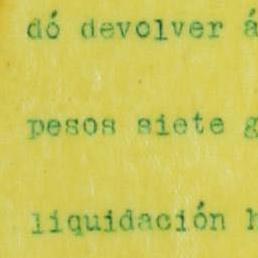 dó devolver á
pesos siete g
liquidación h